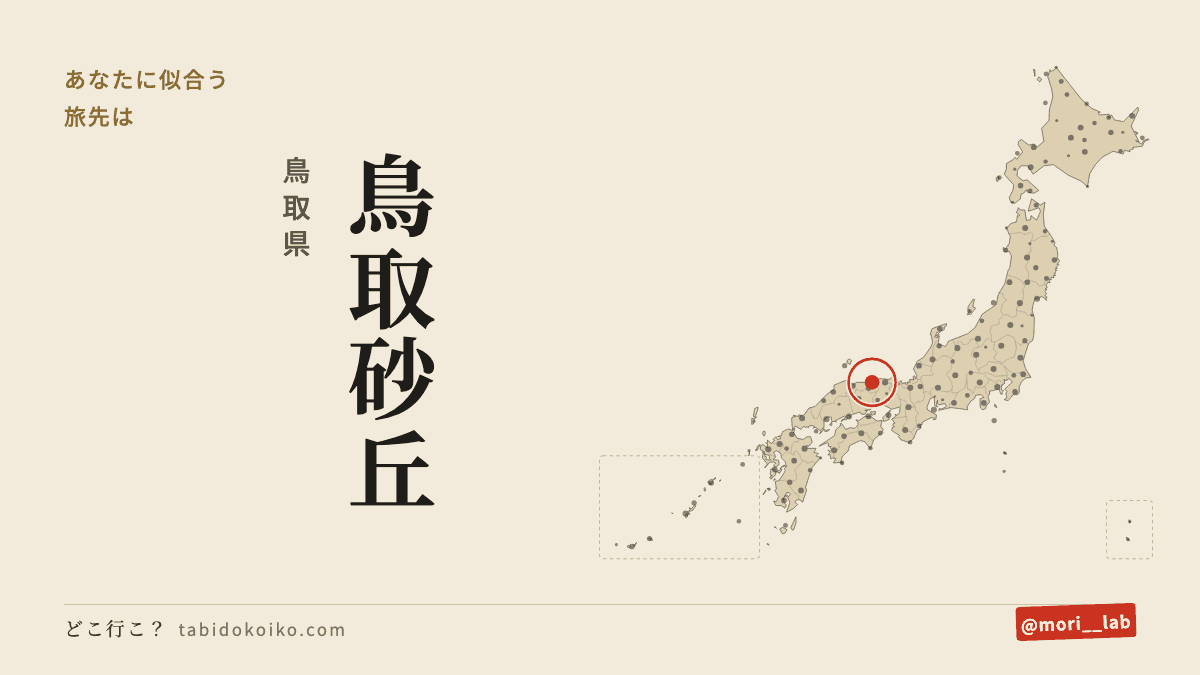 あなたに似合う
旅先は
鳥取砂丘
鳥取県
どこ行こ？ tabidokoiko.com
@mori__lab